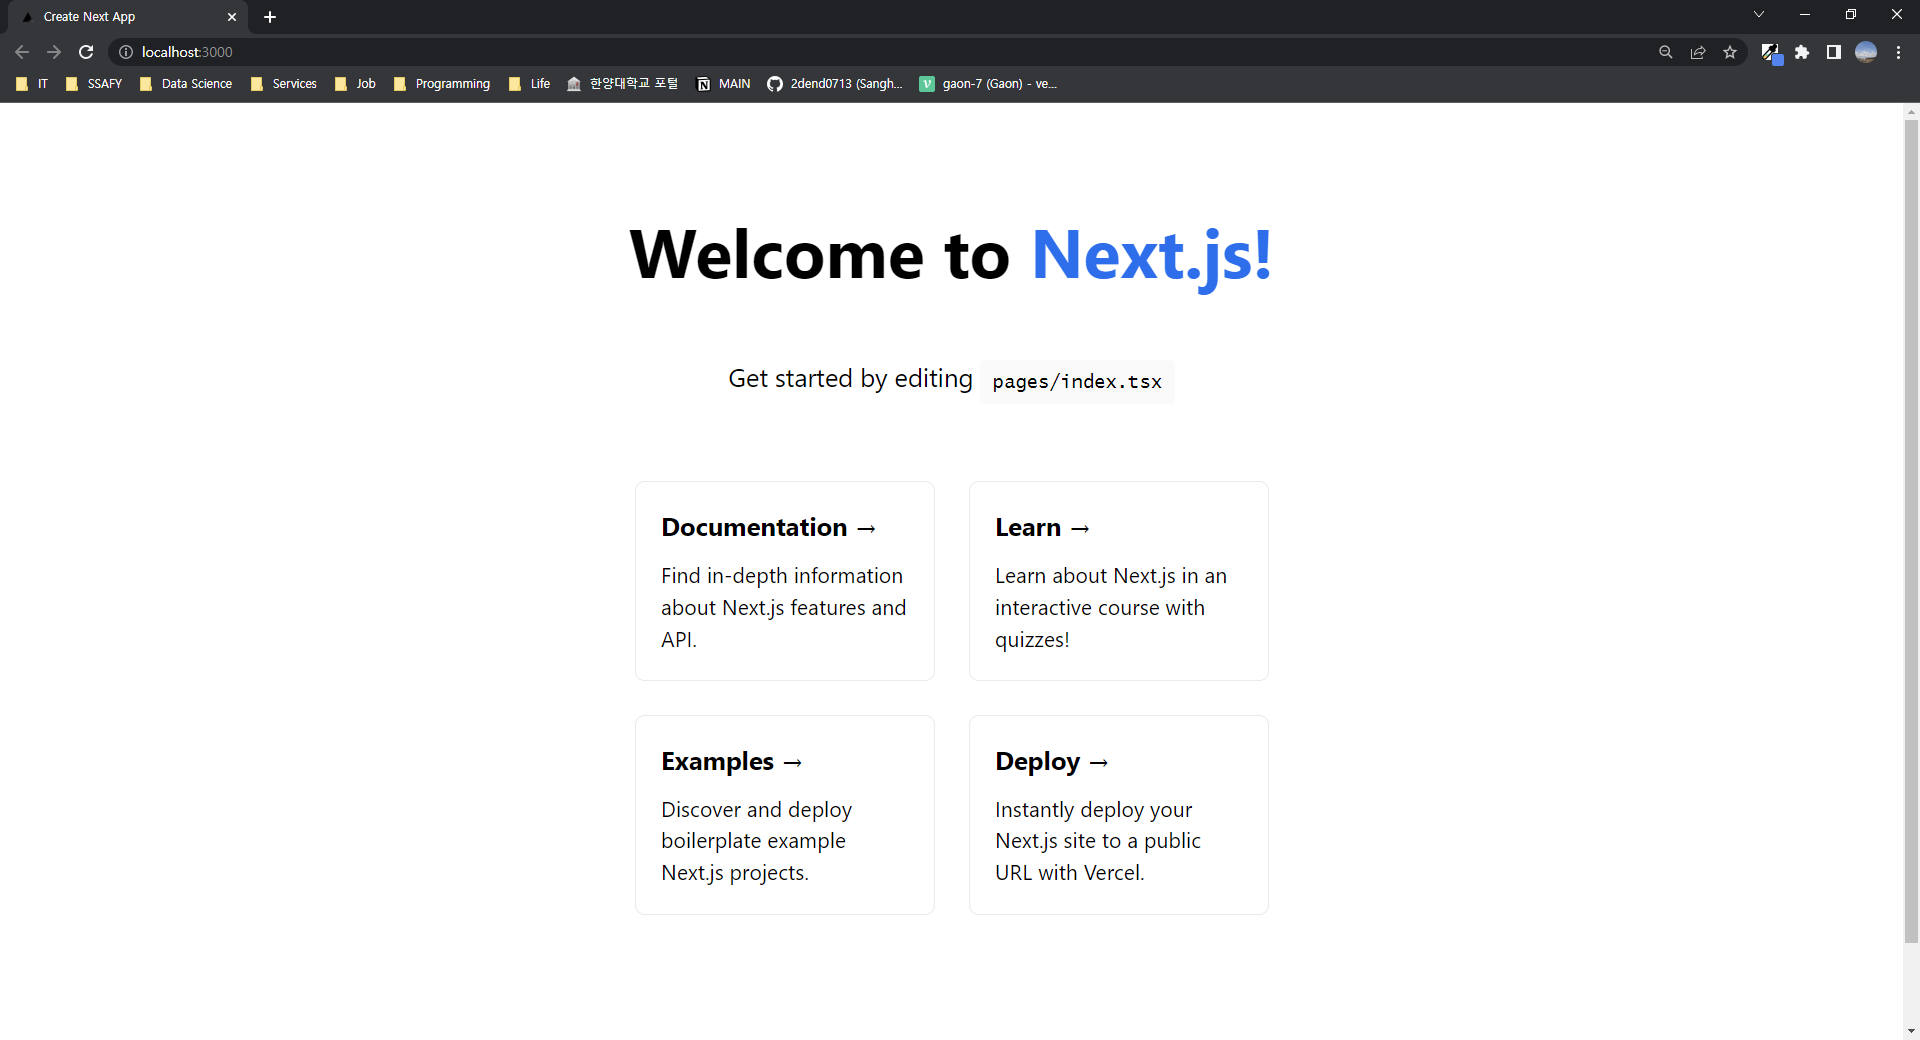 Create Next App
localhost:3000
IT SSAFY Data Science Services Job Programming Life 한양대학교 포털 MAIN 2dend0713 (Sangh... gaon-7 (Gaon) - ve...
Welcome to Next.js!
Get started by editing pages/index.tsx
Documentation →
Find in-depth information
about Next.js features and
API.
Learn →
Learn about Next.js in an
interactive course with
quizzes!
Examples →
Discover and deploy
boilerplate example
Next.js projects.
Deploy →
Instantly deploy your
Next.js site to a public
URL with Vercel.